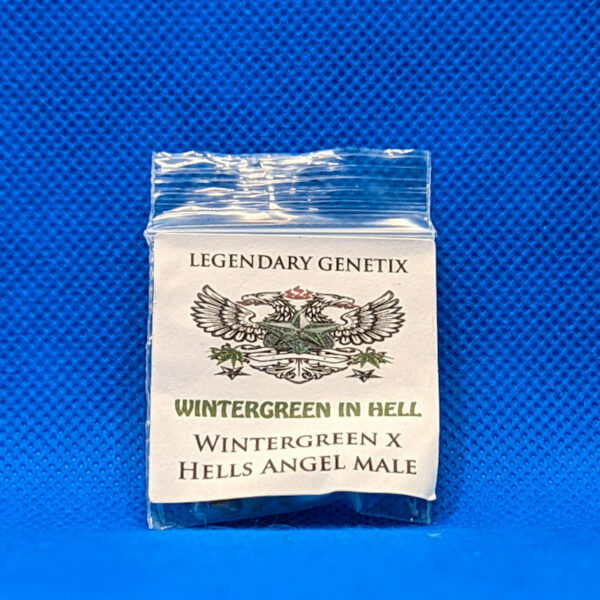 LEGENDARY GENETIX
WINTERGREEN IN HELL
WINTERGREEN X
HELLS ANGEL MALE